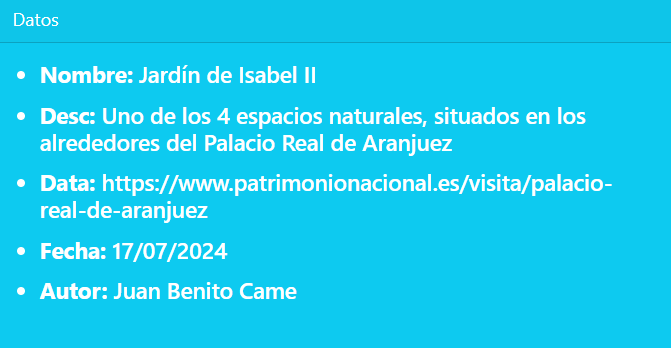 Datos
• Nombre: Jardín de Isabel II
• Desc: Uno de los 4 espacios naturales, situados en los
alrededores del Palacio Real de Aranjuez
• Data: https://www.patrimonionacional.es/visita/palacio-
real-de-aranjuez
• Fecha: 17/07/2024
• Autor: Juan Benito Came